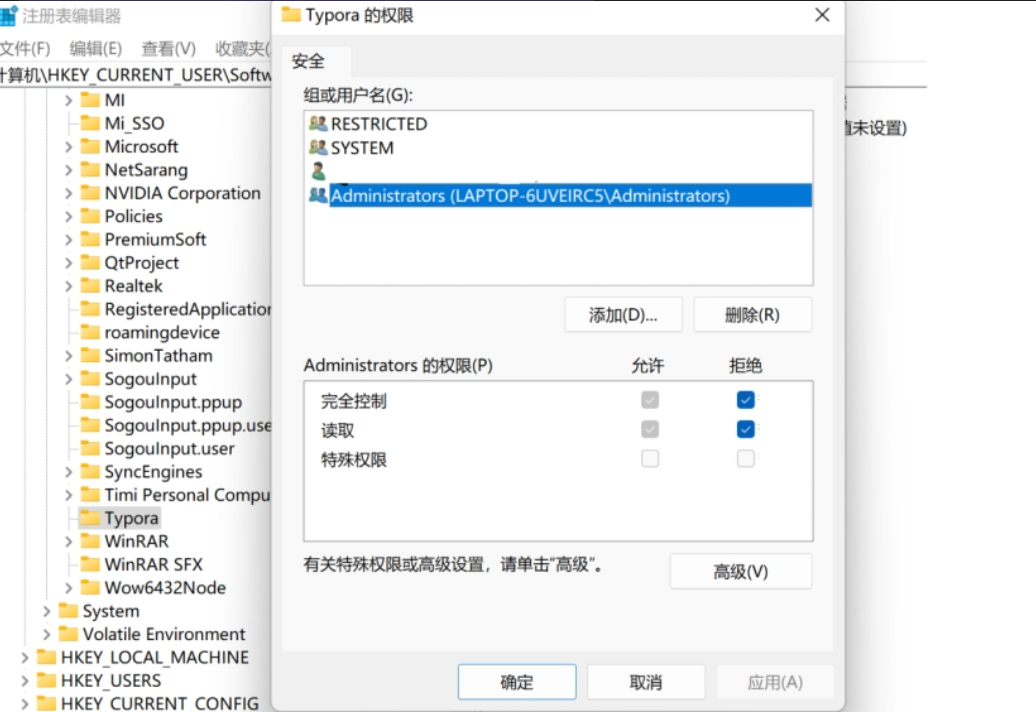 注册表编辑器
文件(F) 编辑(E) 查看(V) 收藏夹(
计算机\HKEY_CURRENT_USER\Softw
MI
Mi_SSO
Microsoft
NetSarang
NVIDIA Corporation
Policies
PremiumSoft
QtProject
Realtek
RegisteredApplication
roamingdevice
SimonTatham
SogouInput
SogouInput.ppup
SogouInput.ppup.use
SogouInput.user
SyncEngines
Timi Personal Compu
Typora
WinRAR
WinRAR SFX
Wow6432Node
System
Volatile Environment
HKEY_LOCAL_MACHINE
HKEY_USERS
HKEY_CURRENT_CONFIG
Typora 的权限
安全
组或用户名(G):
RESTRICTED
SYSTEM
Administrators (LAPTOP-6UVEIRC5\Administrators)
添加(D)... 删除(R)
Administrators 的权限(P) 允许 拒绝
完全控制
读取
特殊权限
有关特殊权限或高级设置，请单击"高级"。
高级(V)
确定 取消 应用(A)
值未设置)